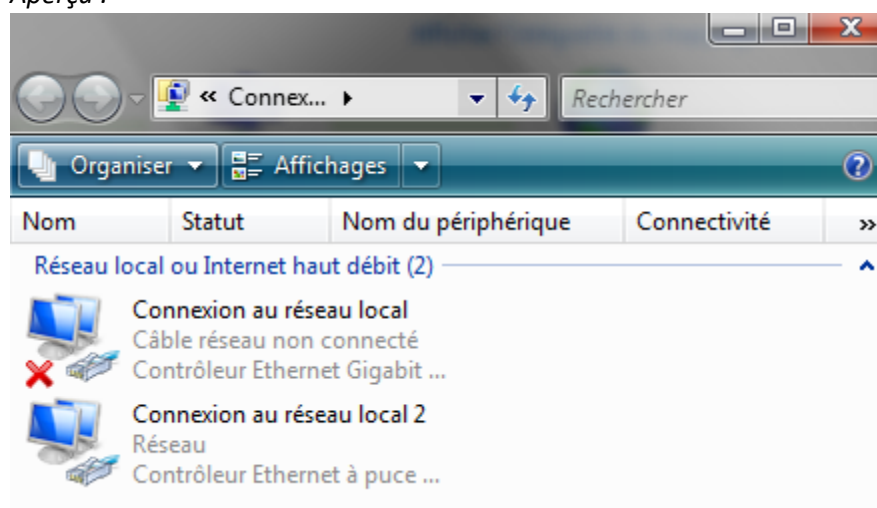 Aperçu :
« Connex...
Rechercher
Organiser
Affichages
Nom Statut Nom du périphérique Connectivité »
Réseau local ou Internet haut débit (2)
Connexion au réseau local
Câble réseau non connecté
Contrôleur Ethernet Gigabit ...
Connexion au réseau local 2
Réseau
Contrôleur Ethernet à puce ...